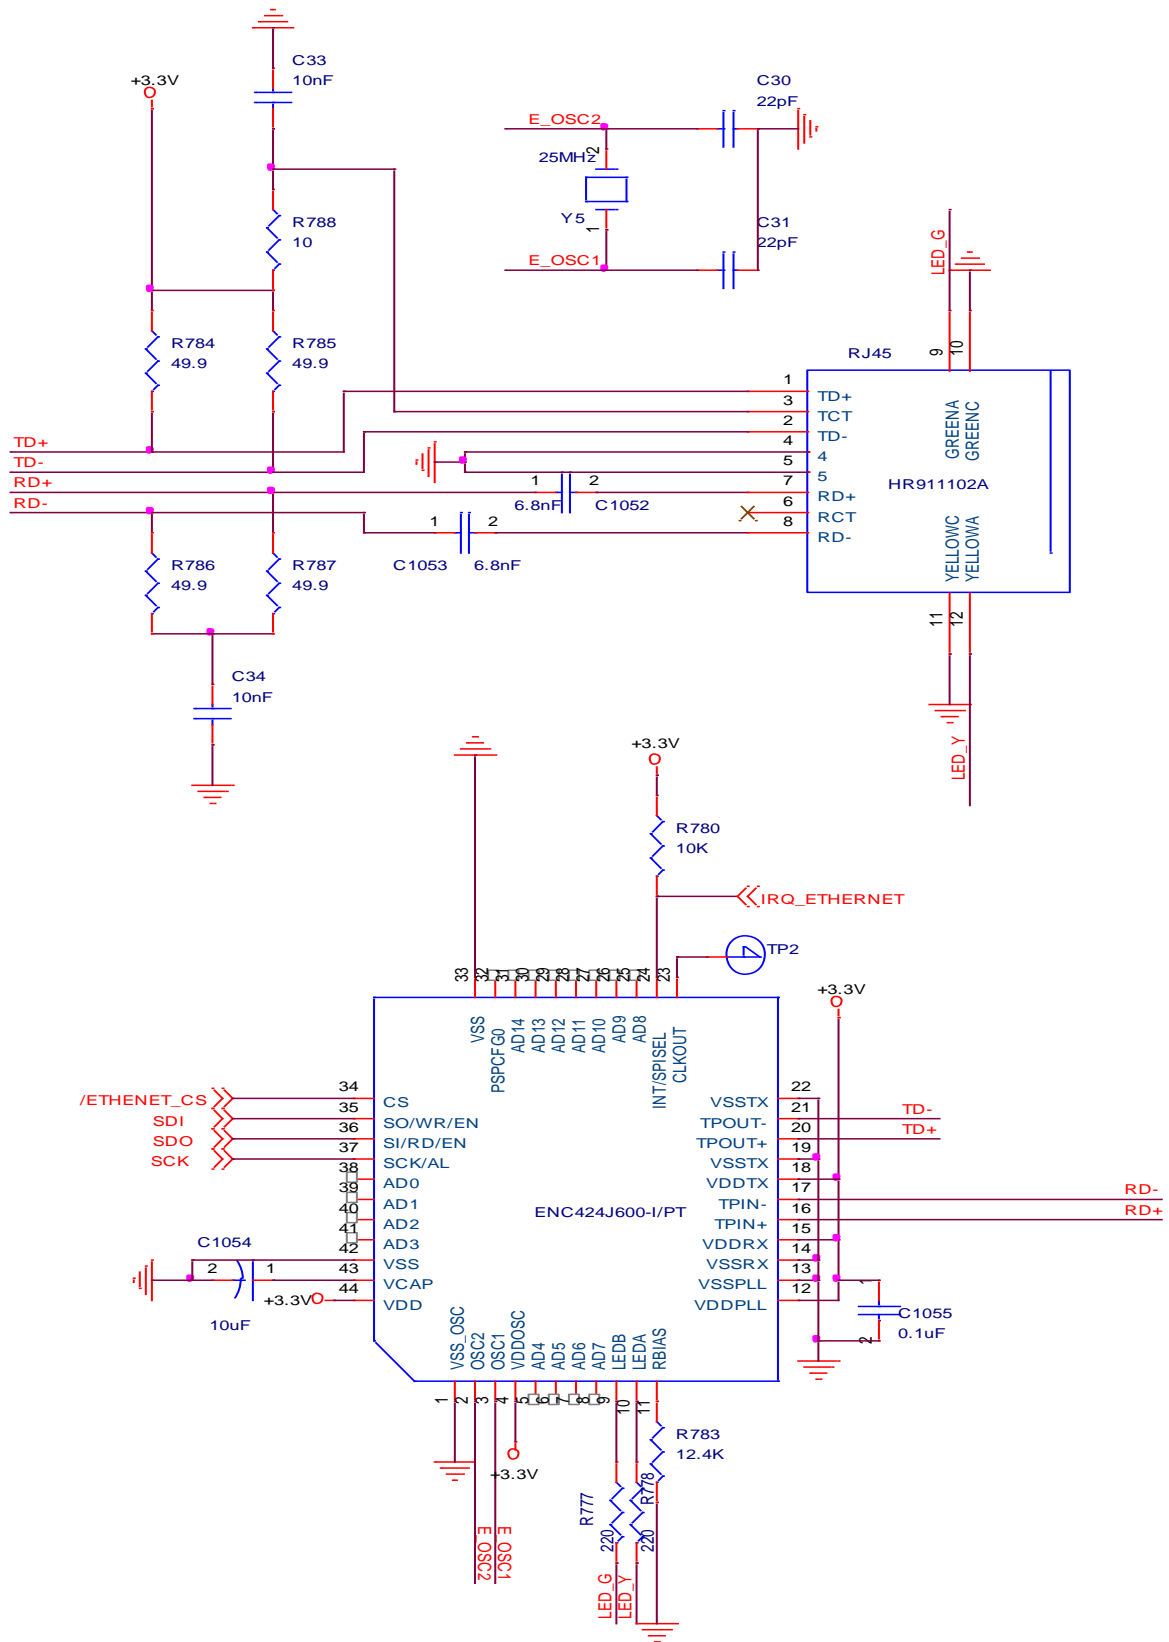 C33
10nF
+3.3V
C30
22pF
E_OSC2
2
25MHz
Y5
1
C31
22pF
E_OSC1
R788
10
LED_G
R784
49.9
R785
49.9
9
10
RJ45
1
TD+
3
TCT
2
TD-
4
4
5
5
7
RD+
6
RCT
8
RD-
GREENA
GREENC
HR911102A
YELLOWC
YELLOWA
TD+
TD-
RD+
RD-
1
2
6.8nF
C1052
1
2
C1053
6.8nF
R786
49.9
R787
49.9
11
12
C34
10nF
LED_Y
+3.3V
R780
10K
IRQ_ETHERNET
TP2
33
32
31
30
29
28
27
26
25
24
23
+3.3V
VSS
PSPCFG0
AD14
AD13
AD12
AD11
AD10
AD9
AD8
INT/SPISEL
CLKOUT
/ETHENET_CS
34
CS
SDI
35
SO/WR/EN
SDO
36
SI/RD/EN
SCK
37
SCK/AL
38
AD0
39
AD1
40
AD2
41
AD3
42
VSS
43
VCAP
44
VDD
22
VSSTX
21
TPOUT-
TD-
20
TPOUT+
TD+
19
VSSTX
18
VDDTX
17
TPIN-
RD-
16
TPIN+
RD+
15
VDDRX
14
VSSRX
13
VSSPLL
12
VDDPLL
ENC424J600-I/PT
C1054
2
1
+3.3V
10uF
1
C1055
0.1uF
2
VSS_OSC
OSC2
OSC1
VDDOSC
AD4
AD5
AD6
AD7
LEDB
LEDA
RBIAS
1
2
3
4
5
6
7
8
9
10
11
R783
12.4K
+3.3V
R777
220
R778
220
E_OSC2
E_OSC1
LED_G
LED_Y